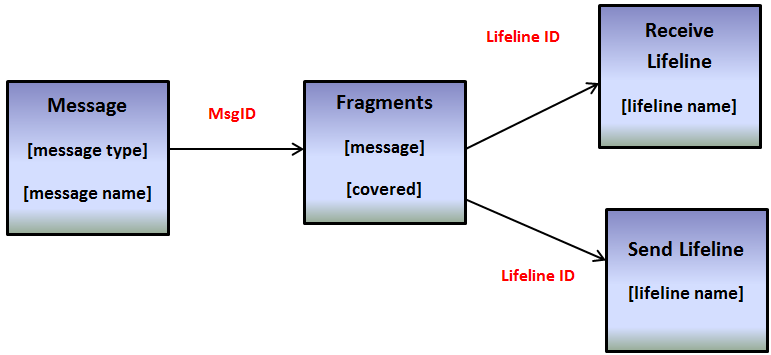 Message
[message type]
[message name]
MsgID
Fragments
[message]
[covered]
Lifeline ID
Receive
Lifeline
[lifeline name]
Lifeline ID
Send Lifeline
[lifeline name]